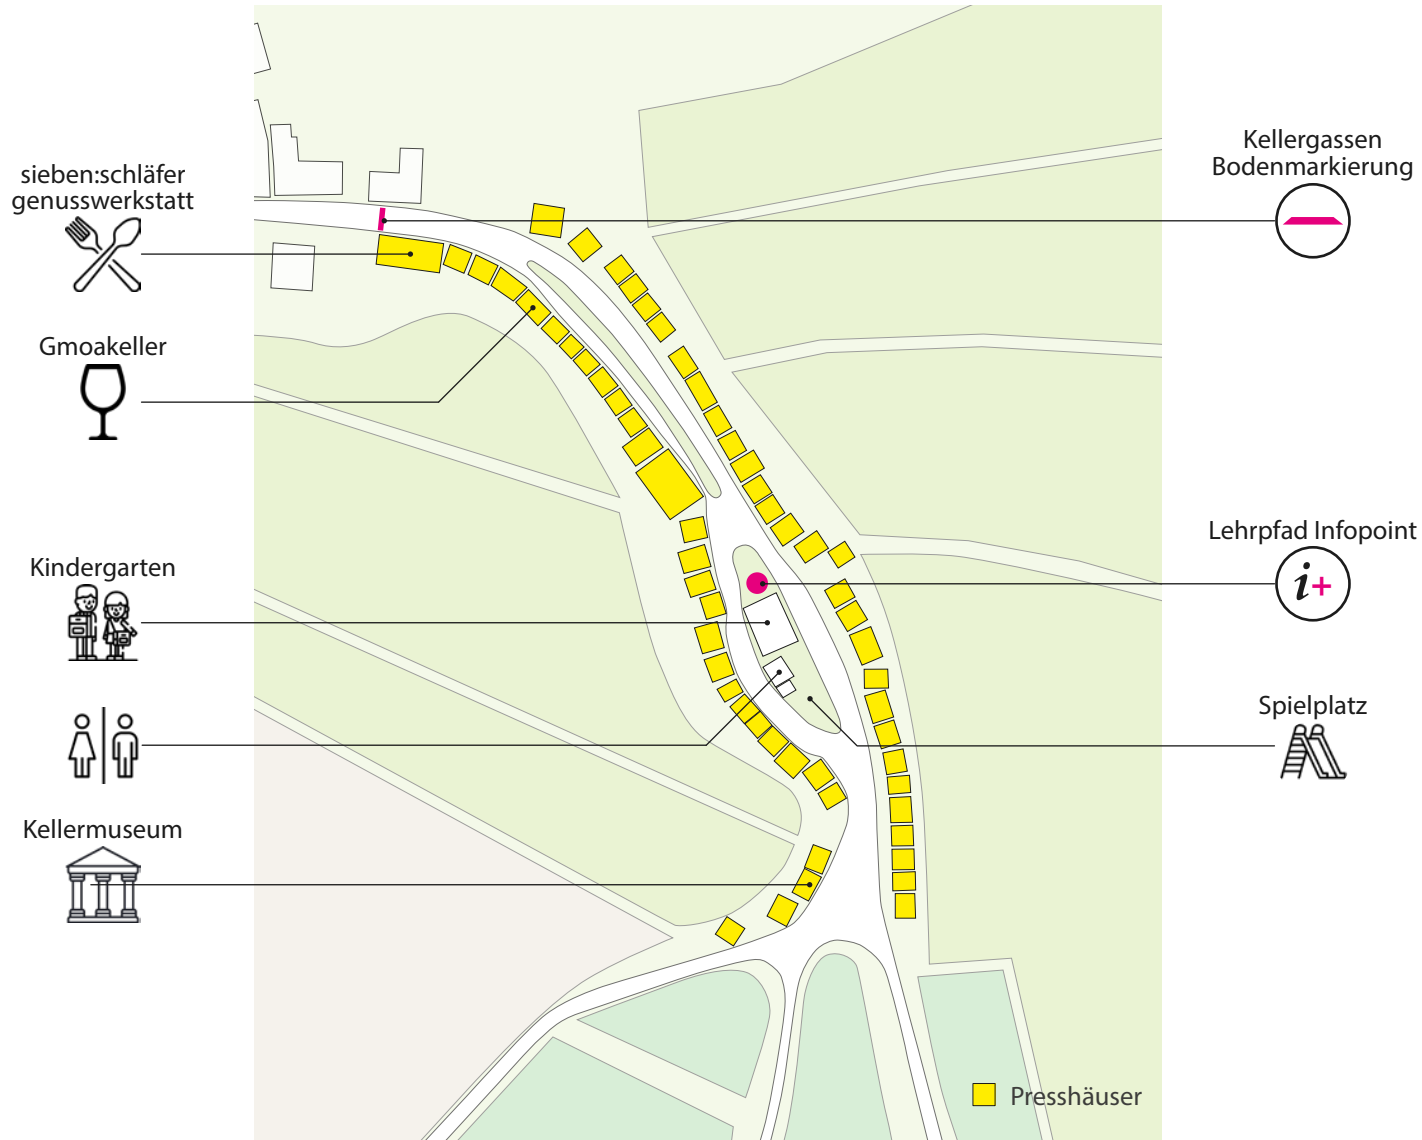 sieben:schläfer
genusswerkstatt
Gmoakeller
Kindergarten
Kellermuseum
Kellergassen
Bodenmarkierung
Lehrpfad Infopoint
i+
Spielplatz
Presshäuser